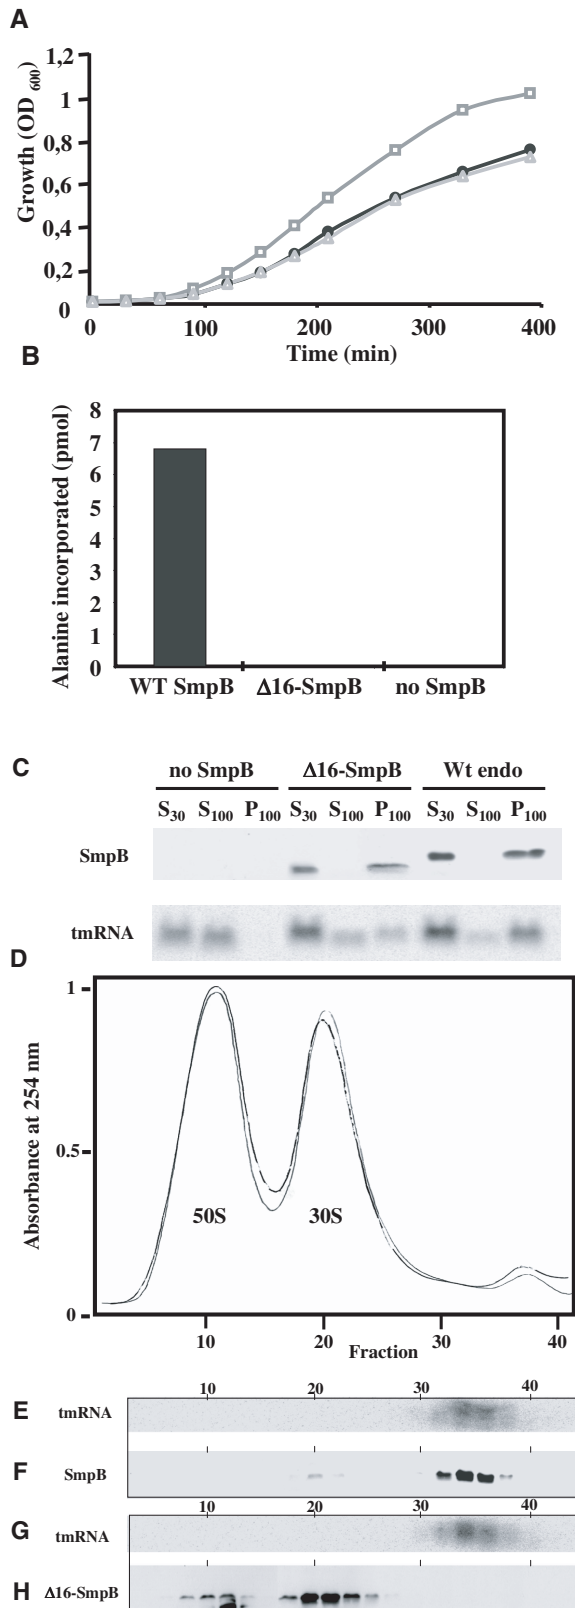 A
1,2
1
0,8
0,6
0,4
0,2
0
Growth (OD 600)
0 100 200 300 400
Time (min)
B
8
7
6
5
4
3
2
1
0
Alanine incorporated (pmol)
WT SmpB Δ16-SmpB no SmpB
C
no SmpB Δ16-SmpB Wt endo
S30 S100 P100 S30 S100 P100 S30 S100 P100
SmpB
tmRNA
D
1
0.5
0
Absorbance at 254 nm
50S 30S
10 20 30 40
Fraction
10 20 30 40
E tmRNA
F SmpB
10 20 30 40
G tmRNA
H Δ16-SmpB